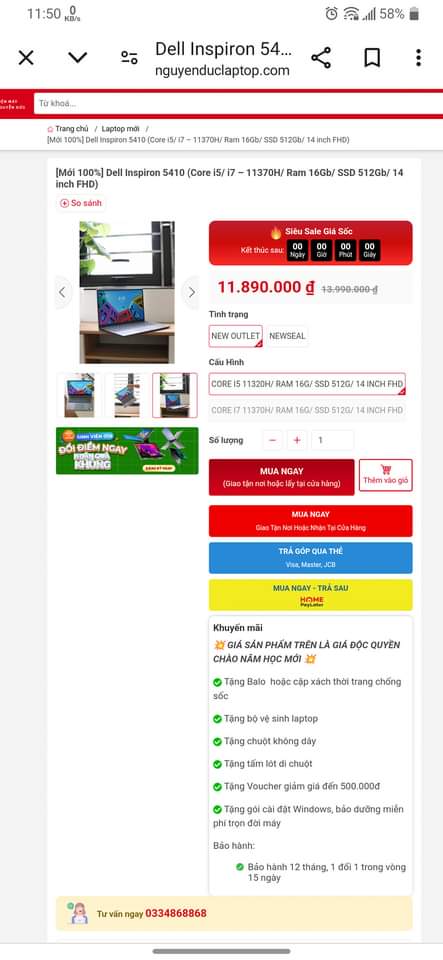 11:50 0 KB/s 58%
Dell Inspiron 54...
nguyenduclaptop.com
Từ khoá...
Trang chủ / Laptop mới /
[Mới 100%] Dell Inspiron 5410 (Core i5/ i7 – 11370H/ Ram 16Gb/ SSD 512Gb/ 14 inch FHD)
[Mới 100%] Dell Inspiron 5410 (Core i5/ i7 – 11370H/ Ram 16Gb/ SSD 512Gb/ 14
inch FHD)
So sánh
Siêu Sale Giá Sốc
Kết thúc sau:
00 00 00 00
Ngày Giờ Phút Giây
11.890.000 ₫ 13.990.000 ₫
Tình trạng
NEW OUTLET NEWSEAL
Cấu Hình
CORE I5 11320H/ RAM 16G/ SSD 512G/ 14 INCH FHD
CORE I7 11370H/ RAM 16G/ SSD 512G/ 14 INCH FHD
Số lượng − + 1
SINH VIÊN
ĐỔI ĐIỂM NGAY
KHỦNG
MUA NGAY
(Giao tận nơi hoặc lấy tại cửa hàng)
Thêm vào giỏ
MUA NGAY
Giao Tận Nơi Hoặc Nhận Tại Cửa Hàng
TRẢ GÓP QUA THẺ
Visa, Master, JCB
MUA NGAY - TRẢ SAU
HOME
PayLater
Khuyến mãi
GIÁ SẢN PHẨM TRÊN LÀ GIÁ ĐỘC QUYỀN
CHÀO NĂM HỌC MỚI
Tặng Balo hoặc cặp xách thời trang chống
sốc
Tặng bộ vệ sinh laptop
Tặng chuột không dây
Tặng tấm lót di chuột
Tặng Voucher giảm giá đến 500.000đ
Tặng gói cài đặt Windows, bảo dưỡng miễn
phí trọn đời máy
Bảo hành:
Bảo hành 12 tháng, 1 đổi 1 trong vòng
15 ngày
Tư vấn ngay 0334868868